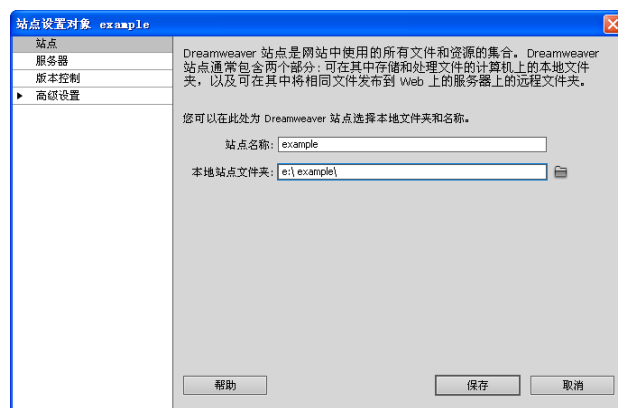 站点设置对象 example
站点
服务器
版本控制
高级设置
Dreamweaver 站点是网站中使用的所有文件和资源的集合。Dreamweaver
站点通常包含两个部分:可在其中存储和处理文件的计算机上的本地文件
夹,以及可在其中将相同文件发布到 Web 上的服务器上的远程文件夹。
您可以在此处为 Dreamweaver 站点选择本地文件夹和名称。
站点名称: example
本地站点文件夹: e:\ example\
帮助 保存 取消